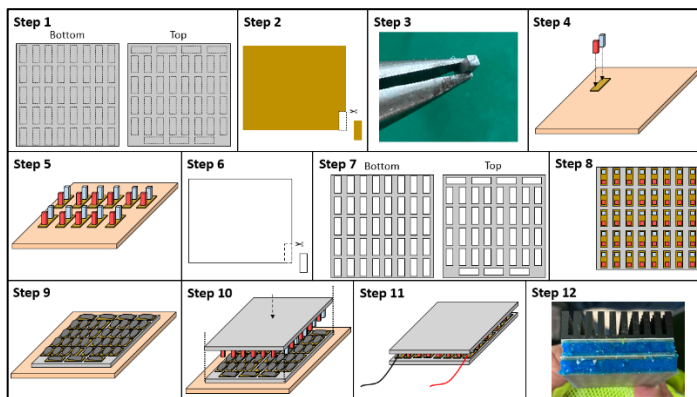 Step 1
Bottom
Top
Step 2
Step 3
Step 4
Step 5
Step 6
Step 7
Bottom
Top
Step 8
Step 9
Step 10
Step 11
Step 12